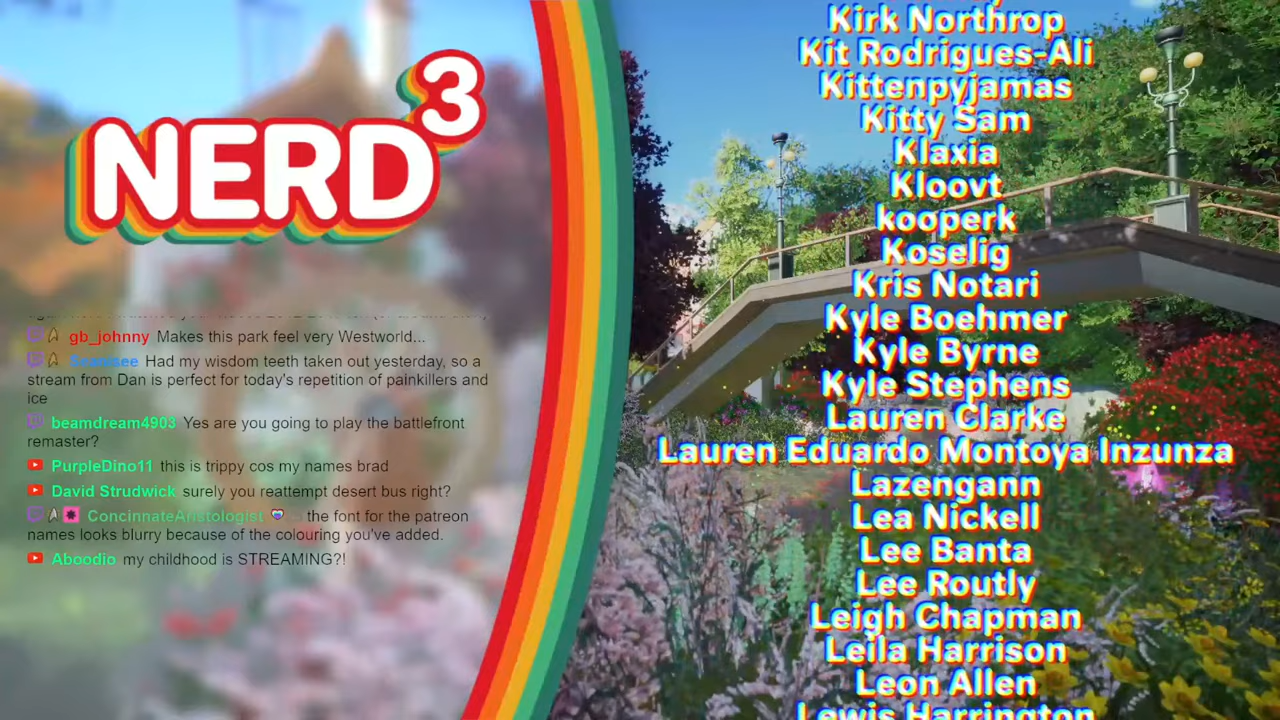 NERD³
gb_johnny Makes this park feel very Westworld...
Had my wisdom teeth taken out yesterday, so a
stream from Dan is perfect for today's repetition of painkillers and
ice
beamdream4903 Yes are you going to play the battlefront
remaster?
PurpleDino11 this is trippy cos my names brad
David Strudwick surely you reattempt desert bus right?
ConcinnateAristologist the font for the patreon
names looks blurry because of the colouring you've added.
Aboodio my childhood is STREAMING?!
Kirk Northrop
Kit Rodrigues-Ali
Kittenpyjamas
Kitty Sam
Klaxia
Kloovt
kooperk
Koselig
Kris Notari
Kyle Boehmer
Kyle Byrne
Kyle Stephens
Lauren Clarke
Lauren Eduardo Montoya Inzunza
Lazengann
Lea Nickell
Lee Banta
Lee Routly
Leigh Chapman
Leila Harrison
Leon Allen
Lewis Harrington